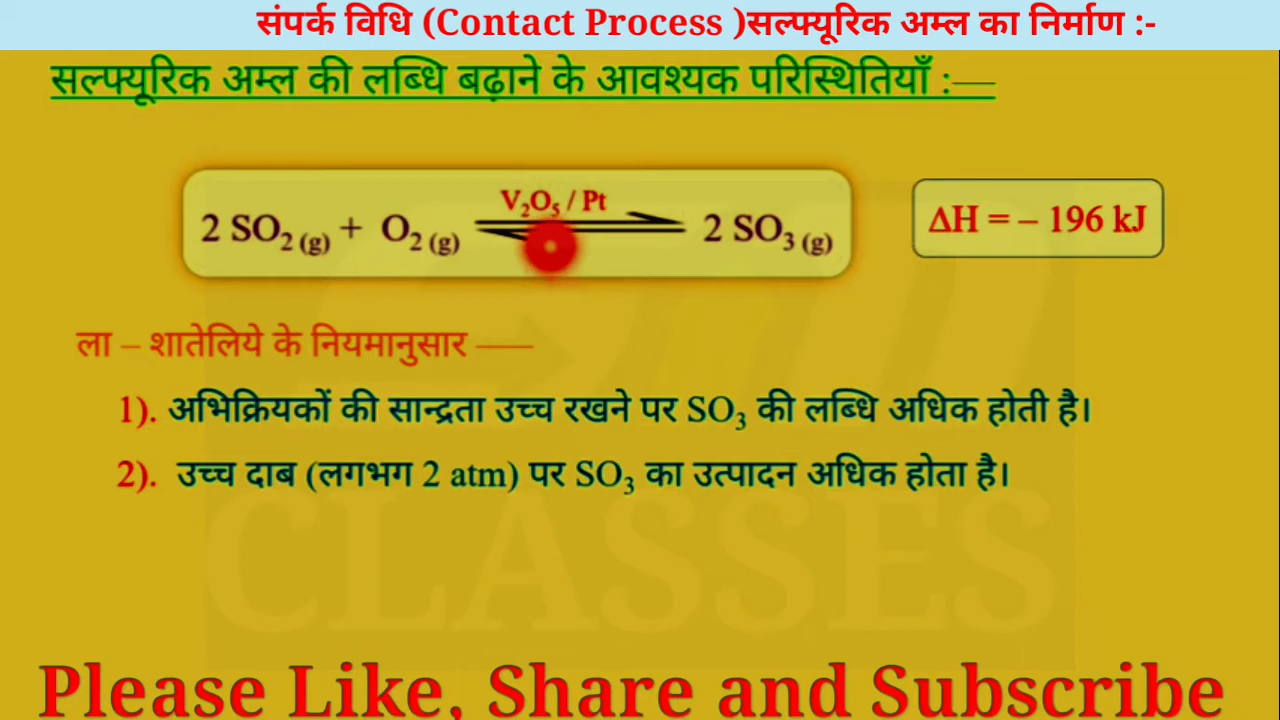 संपर्क विधि (Contact Process )सल्फ्यूरिक अम्ल का निर्माण :-
सल्फ्यूरिक अम्ल की लब्धि बढ़ाने के आवश्यक परिस्थितियाँ :—
V₂O₅ / Pt
2 SO₂ (g) + O₂ (g) ⇌ 2 SO₃ (g)
ΔH = – 196 kJ
ला – शातेलिये के नियमानुसार ——
1). अभिक्रियकों की सान्द्रता उच्च रखने पर SO₃ की लब्धि अधिक होती है।
2). उच्च दाब (लगभग 2 atm) पर SO₃ का उत्पादन अधिक होता है।
CLASSES
Please Like, Share and Subscribe